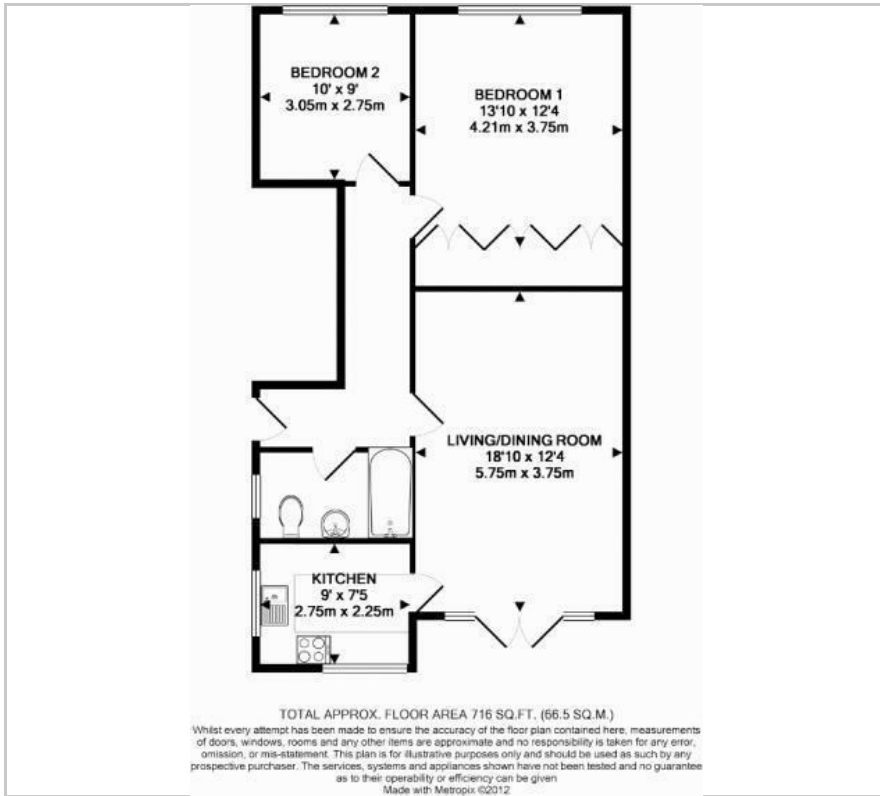 BEDROOM 2
10' x 9'
3.05m x 2.75m
BEDROOM 1
13'10 x 12'4
4.21m x 3.75m
LIVING/DINING ROOM
18'10 x 12'4
5.75m x 3.75m
KITCHEN
9' x 7'5
2.75m x 2.25m
TOTAL APPROX. FLOOR AREA 716 SQ.FT. (66.5 SQ.M.)
Whilst every attempt has been made to ensure the accuracy of the floor plan contained here, measurements
of doors, windows, rooms and any other items are approximate and no responsibility is taken for any error,
omission, or mis-statement. This plan is for illustrative purposes only and should be used as such by any
prospective purchaser. The services, systems and appliances shown have not been tested and no guarantee
as to their operability or efficiency can be given
Made with Metropix ©2012